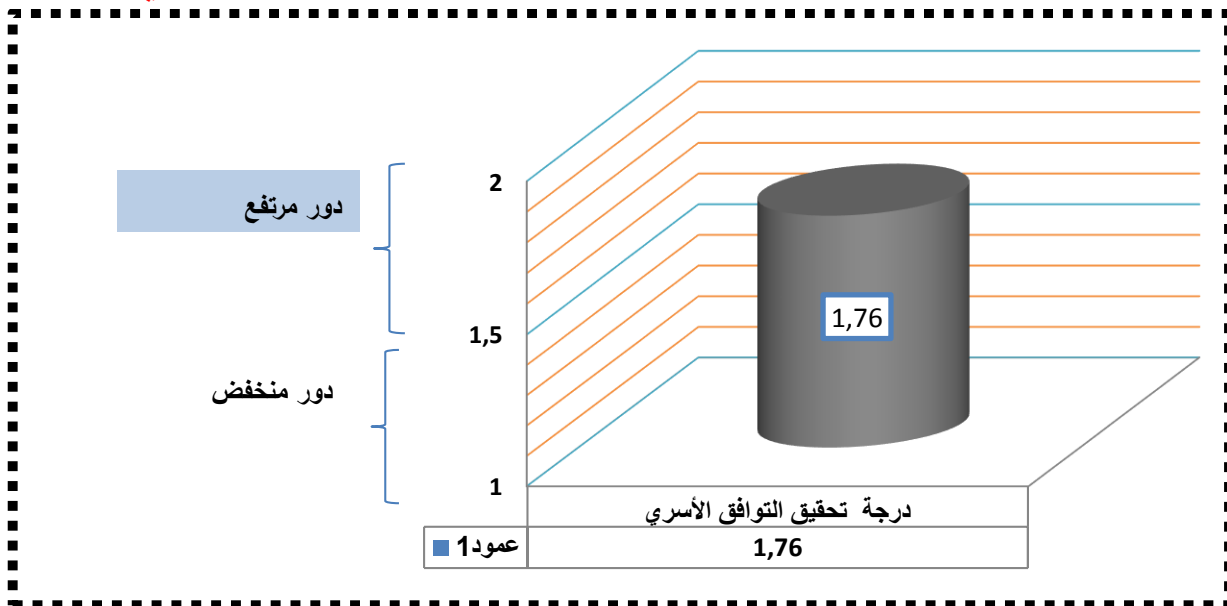 2
دور مرتفع
1,76
1,5
دور منخفض
1
درجة تحقيق التوافق الأسري
عمود1
1,76